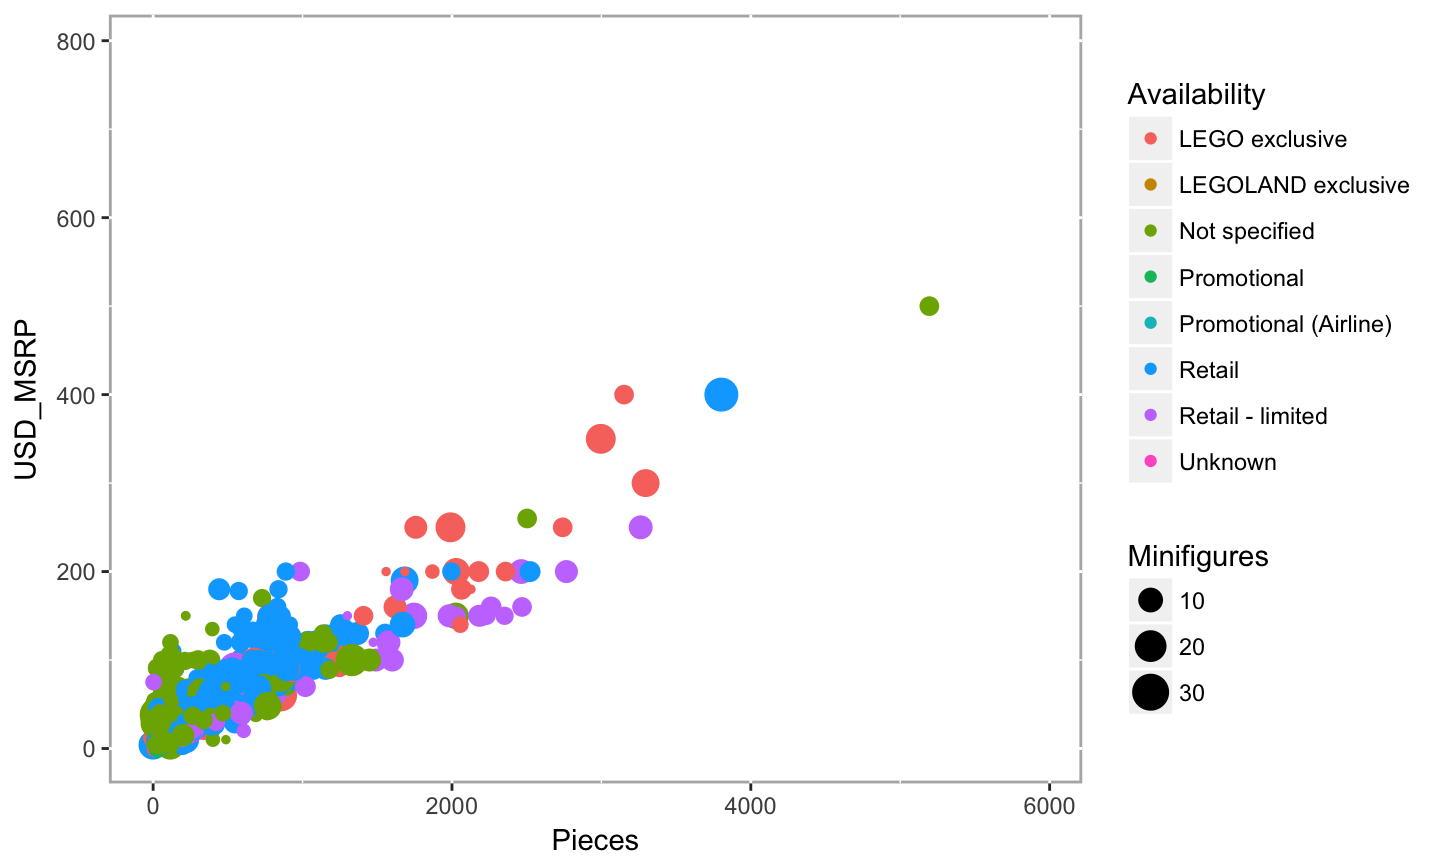 800
600
400
200
0
USD_MSRP
0
2000
4000
6000
Pieces
Availability
LEGO exclusive
LEGOLAND exclusive
Not specified
Promotional
Promotional (Airline)
Retail
Retail - limited
Unknown
Minifigures
10
20
30